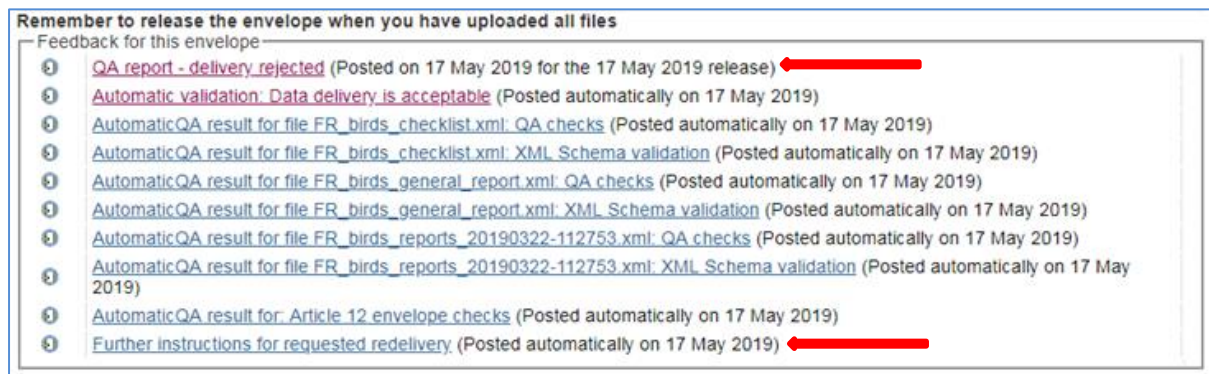 Remember to release the envelope when you have uploaded all files
Feedback for this envelope
QA report - delivery rejected (Posted on 17 May 2019 for the 17 May 2019 release)
Automatic validation: Data delivery is acceptable (Posted automatically on 17 May 2019)
AutomaticQA result for file FR_birds_checklist.xml: QA checks (Posted automatically on 17 May 2019)
AutomaticQA result for file FR_birds_checklist.xml: XML Schema validation (Posted automatically on 17 May 2019)
AutomaticQA result for file FR_birds_general_report.xml: QA checks (Posted automatically on 17 May 2019)
AutomaticQA result for file FR_birds_general_report.xml: XML Schema validation (Posted automatically on 17 May 2019)
AutomaticQA result for file FR_birds_reports_20190322-112753.xml: QA checks (Posted automatically on 17 May 2019)
AutomaticQA result for file FR_birds_reports_20190322-112753.xml: XML Schema validation (Posted automatically on 17 May
2019)
AutomaticQA result for: Article 12 envelope checks (Posted automatically on 17 May 2019)
Further instructions for requested redelivery (Posted automatically on 17 May 2019)